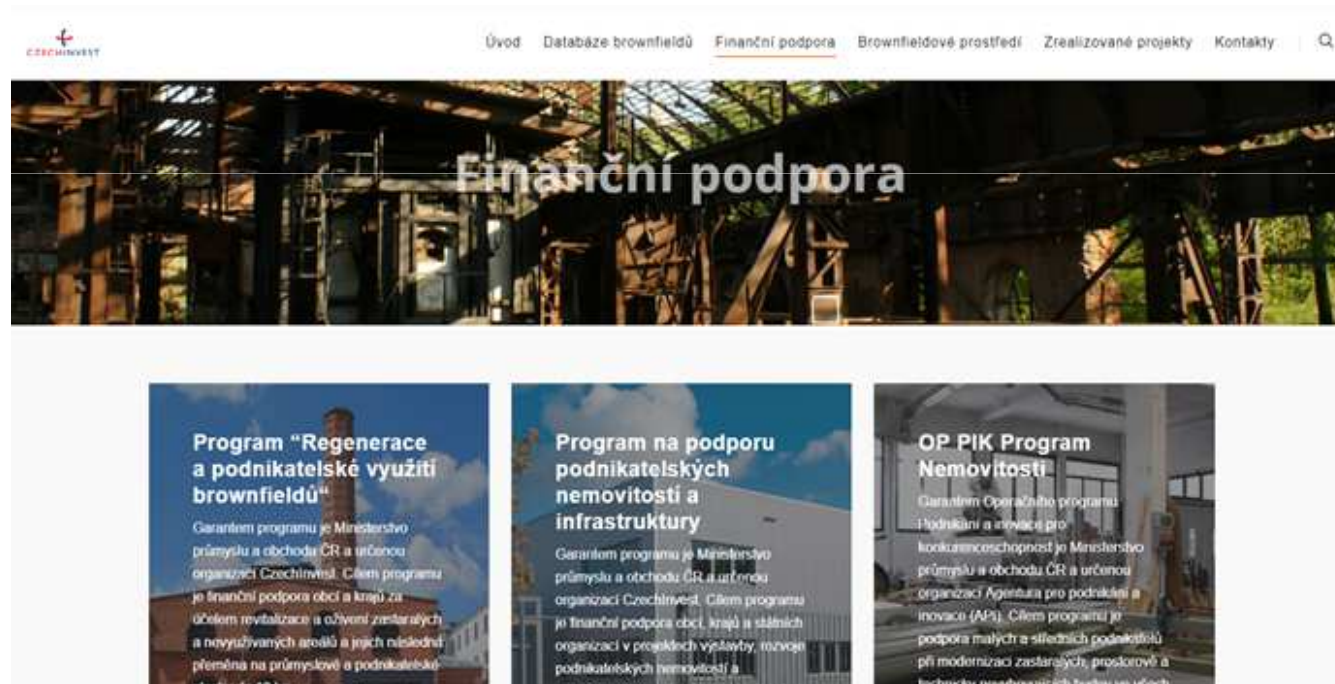 CZECHINVEST
Úvod Databáze brownfieldů Finanční podpora Brownfieldové prostředí Zrealizované projekty Kontakty
Finanční podpora
Program “Regenerace
a podnikatelské využití
brownfieldů“
Garantem programu je Ministerstvo
průmyslu a obchodu ČR a určenou
organizací CzechInvest. Cílem programu
je finanční podpora obcí a krajů za
účelem revitalizace a oživení zastaralých
a nevyužívaných areálů a jejich následná
přeměna na průmyslové a podnikatelské
Program na podporu
podnikatelských
nemovitostí a
infrastruktury
Garantem programu je Ministerstvo
průmyslu a obchodu ČR a určenou
organizací CzechInvest. Cílem programu
je finanční podpora obcí, krajů a státních
organizací v projektech výstavby, rozvoje
podnikatelských nemovitostí a
OP PIK Program
Nemovitosti
Garantem Operačního programu
Podnikání a inovace pro
konkurenceschopnost je Ministerstvo
průmyslu a obchodu ČR a určenou
organizací Agentura pro podnikání a
inovace (API). Cílem programu je
podpora malých a středních podnikatelů
při modernizaci zastaralých, prostorově a